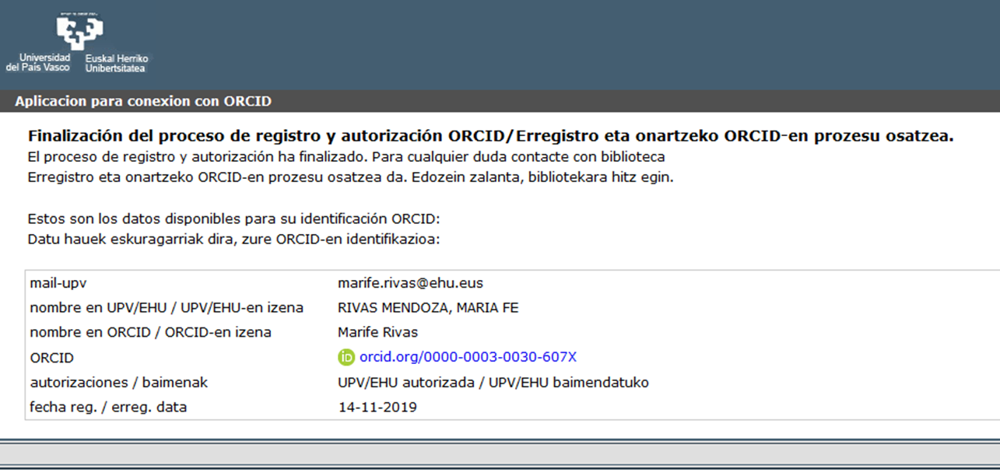 Universidad del País Vasco
Euskal Herriko Unibertsitatea
Aplicacion para conexion con ORCID
Finalización del proceso de registro y autorización ORCID/Erregistro eta onartzeko ORCID-en prozesu osatzea.
El proceso de registro y autorización ha finalizado. Para cualquier duda contacte con biblioteca
Erregistro eta onartzeko ORCID-en prozesu osatzea da. Edozein zalanta, bibliotekara hitz egin.
Estos son los datos disponibles para su identificación ORCID:
Datu hauek eskuragarriak dira, zure ORCID-en identifikazioa:
mail-upv marife.rivas@ehu.eus
nombre en UPV/EHU / UPV/EHU-en izena RIVAS MENDOZA, MARIA FE
nombre en ORCID / ORCID-en izena Marife Rivas
ORCID iD orcid.org/0000-0003-0030-607X
autorizaciones / baimenak UPV/EHU autorizada / UPV/EHU baimendatuko
fecha reg. / erreg. data 14-11-2019